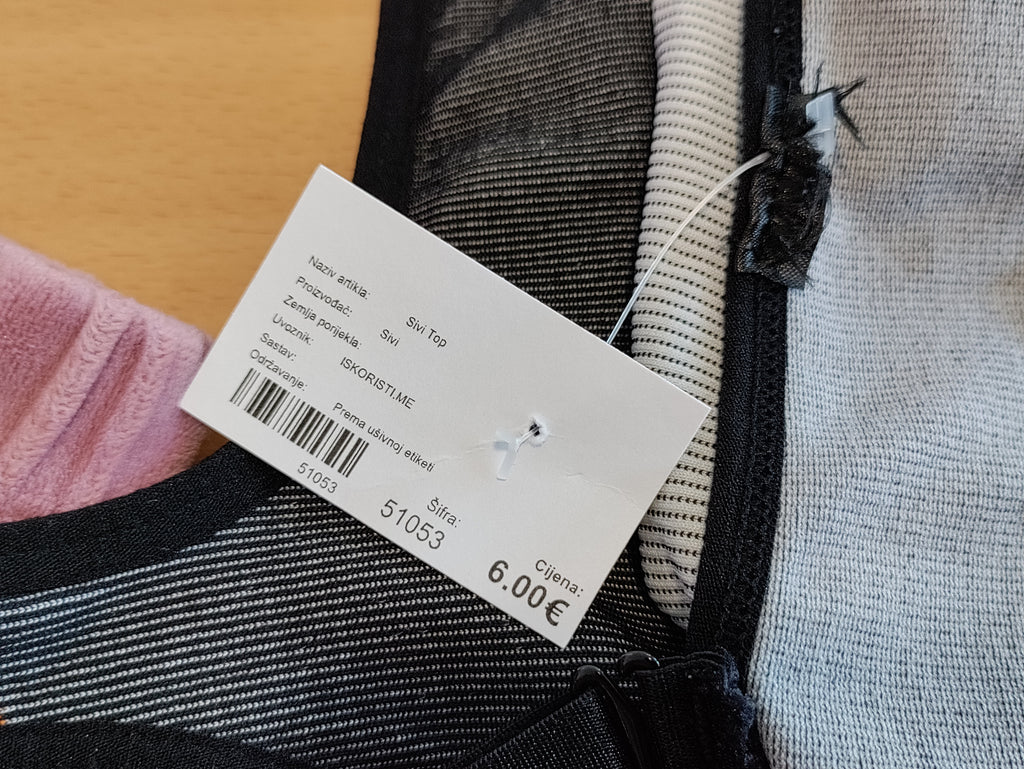 Naziv artikla: Sivi Top
Proizvođač: Sivi
Zemlja porijekla:
Uvoznik: ISKORISTI.ME
Sastav:
Održavanje: Prema ušivnoj etiketi
51053
Šifra:
51053
Cijena:
6.00€